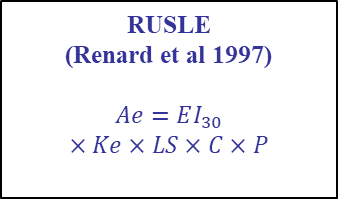 RUSLE
(Renard et al 1997)
Ae = EI₃₀
× Ke × LS × C × P